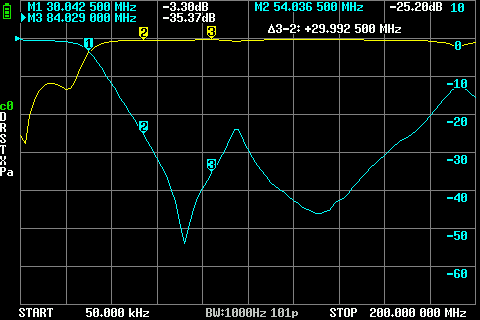 M1 30.042 500 MHz -3.30dB M2 54.036 500 MHz -25.20dB 10
▶M3 84.029 000 MHz -35.37dB
Δ3-2: +29.992 500 MHz
1 2 3 0
-10
c0
D
R
S
T
x
Pa
-20
2
3
-30
-40
-50
-60
START 50.000 kHz BW:1000Hz 101p STOP 200.000 000 MHz